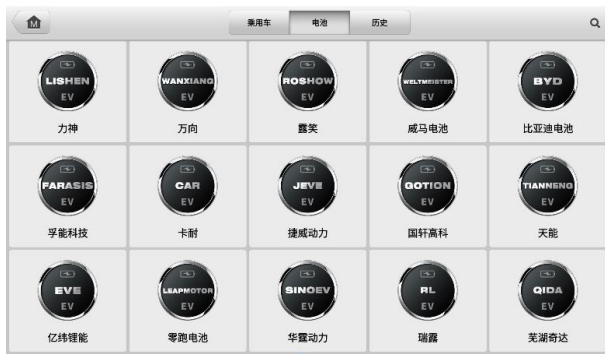 M
乘用车 电池 历史
LISHEN WANXIANG ROSHOW WELTMEISTER BYD
EV EV EV EV EV
力神 万向 露笑 威马电池 比亚迪电池
FARASIS CAR JEVE GOTION TIANNENG
EV EV EV EV EV
孚能科技 卡耐 捷威动力 国轩高科 天能
EVE LEAPMOTOR SINOEV RL QIDA
EV EV EV EV EV
亿纬锂能 零跑电池 华霆动力 瑞露 芜湖奇达